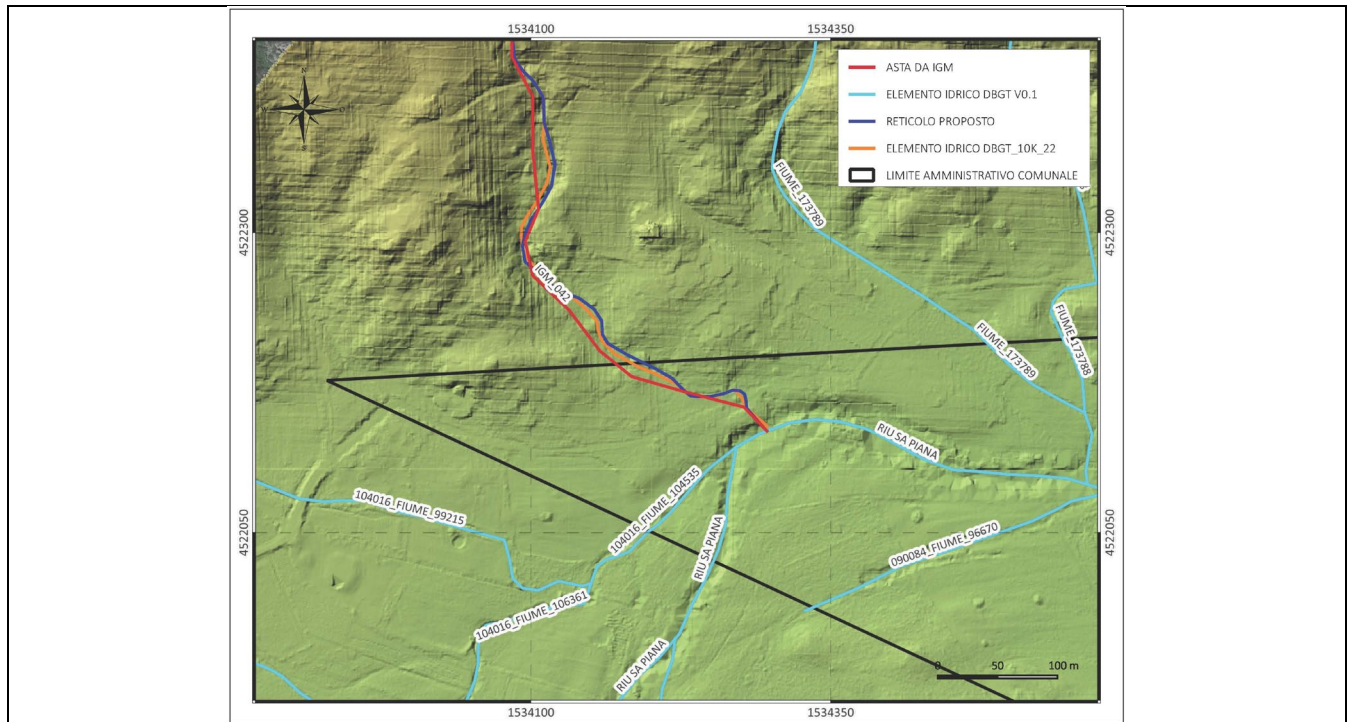 1534100
1534350
ASTA DA IGM
ELEMENTO IDRICO DBGT V0.1
RETICOLO PROPOSTO
ELEMENTO IDRICO DBGT_10K_22
LIMITE AMMINISTRATIVO COMUNALE
FIUME_173789
4522300
4522300
IGM_042
FIUME_173789
FIUME_173788
RIU SA PIANA
104016_FIUME_99215
104016_FIUME_104535
4522050
4522050
RIU SA PIANA
090084_FIUME_96670
104016_FIUME_106361
RIU SA PIANA
0 50 100 m
1534100
1534350